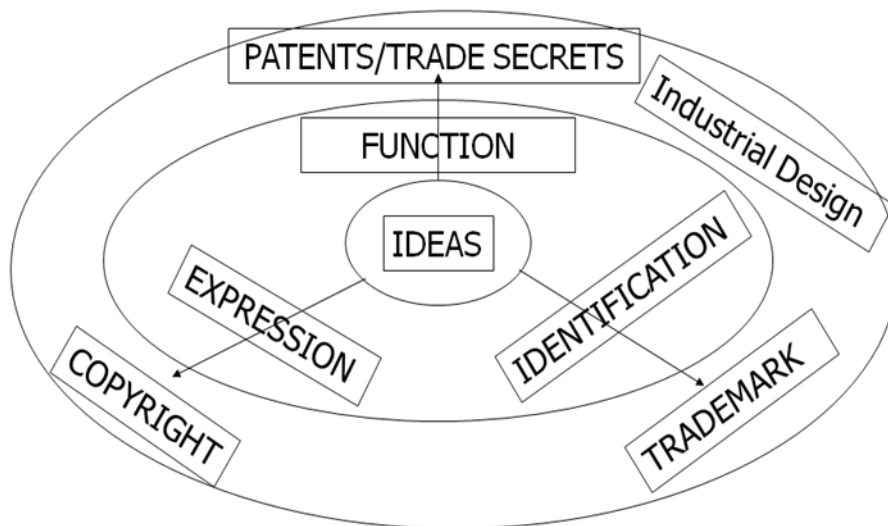 PATENTS/TRADE SECRETS
Industrial Design
FUNCTION
IDEAS
EXPRESSION
IDENTIFICATION
COPYRIGHT
TRADEMARK